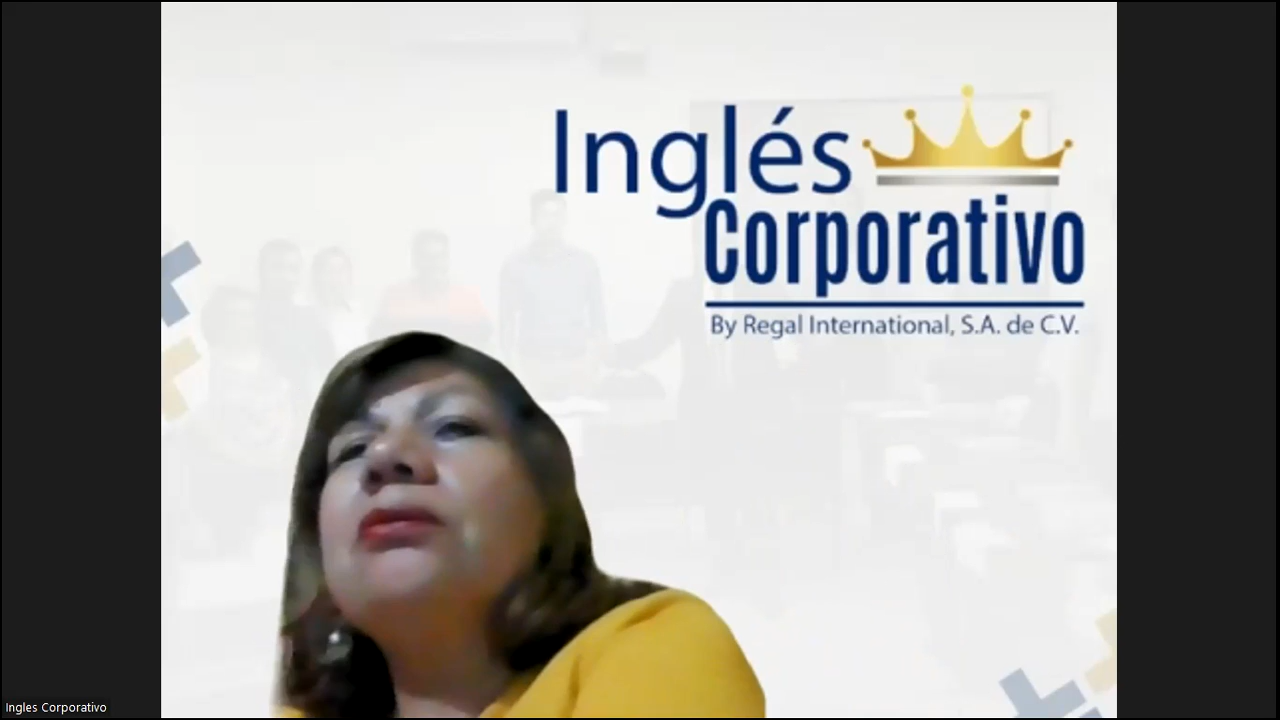 Inglés
Corporativo
By Regal International, S.A. de C.V.
Ingles Corporativo